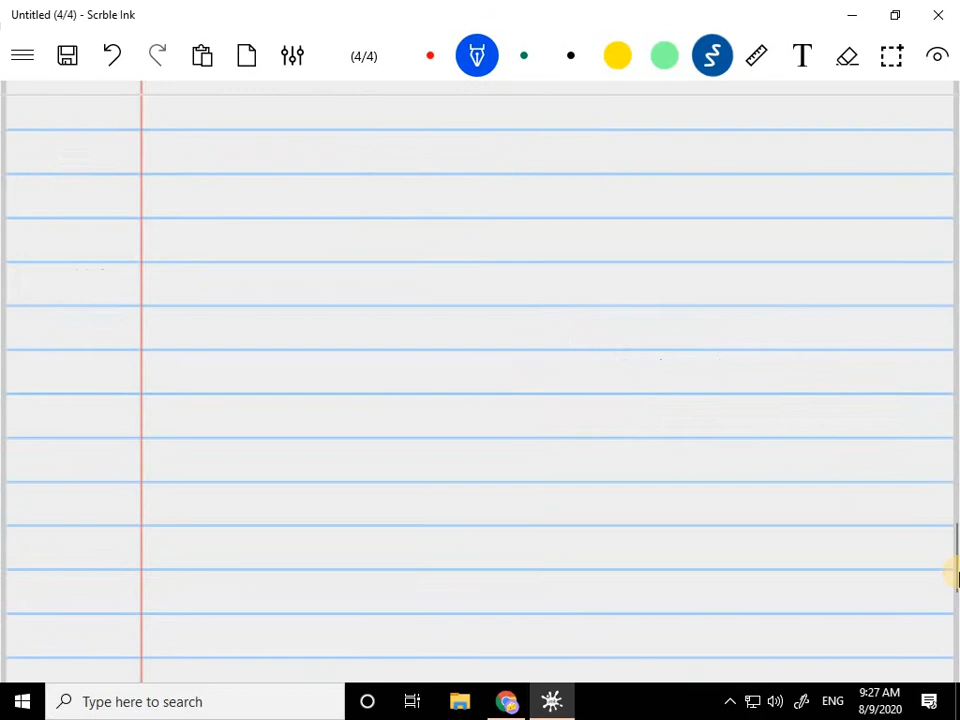 Untitled (4/4) - Scrble Ink
(4/4)
T
Type here to search
ENG
9:27 AM
8/9/2020